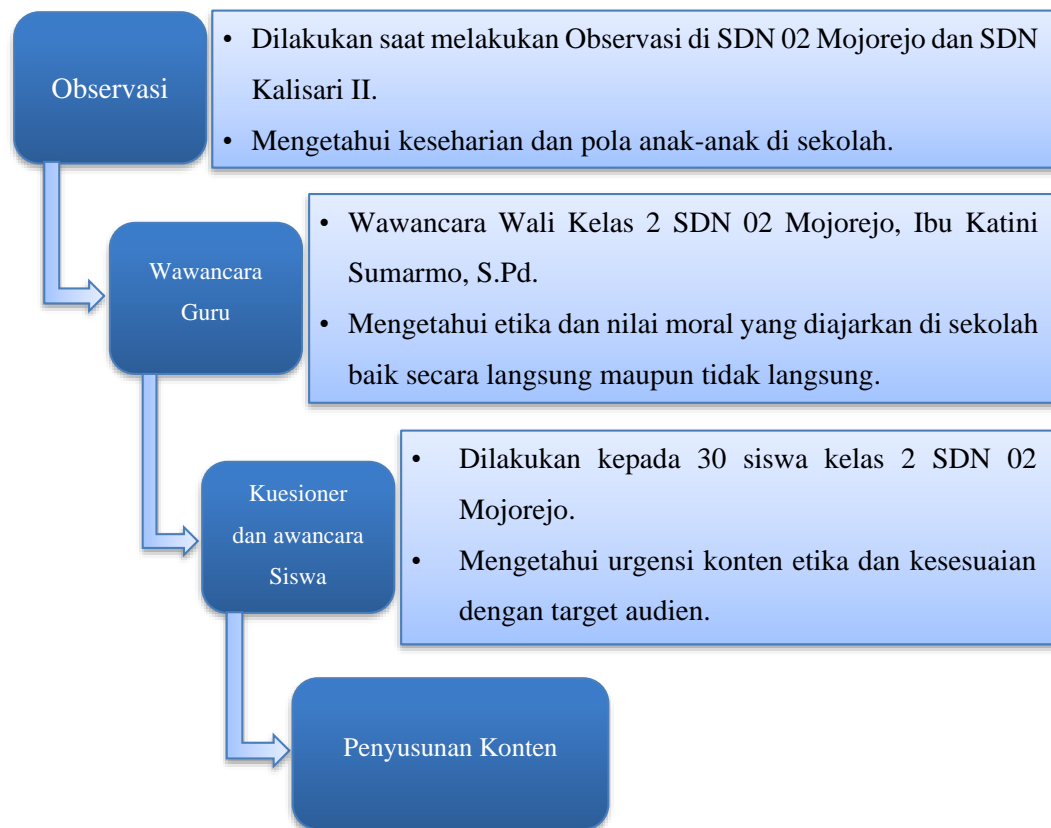 Observasi
• Dilakukan saat melakukan Observasi di SDN 02 Mojorejo dan SDN
Kalisari II.
• Mengetahui keseharian dan pola anak-anak di sekolah.
Wawancara
Guru
• Wawancara Wali Kelas 2 SDN 02 Mojorejo, Ibu Katini
Sumarmo, S.Pd.
• Mengetahui etika dan nilai moral yang diajarkan di sekolah
baik secara langsung maupun tidak langsung.
Kuesioner
dan awancara
Siswa
• Dilakukan kepada 30 siswa kelas 2 SDN 02
Mojorejo.
• Mengetahui urgensi konten etika dan kesesuaian
dengan target audien.
Penyusunan Konten